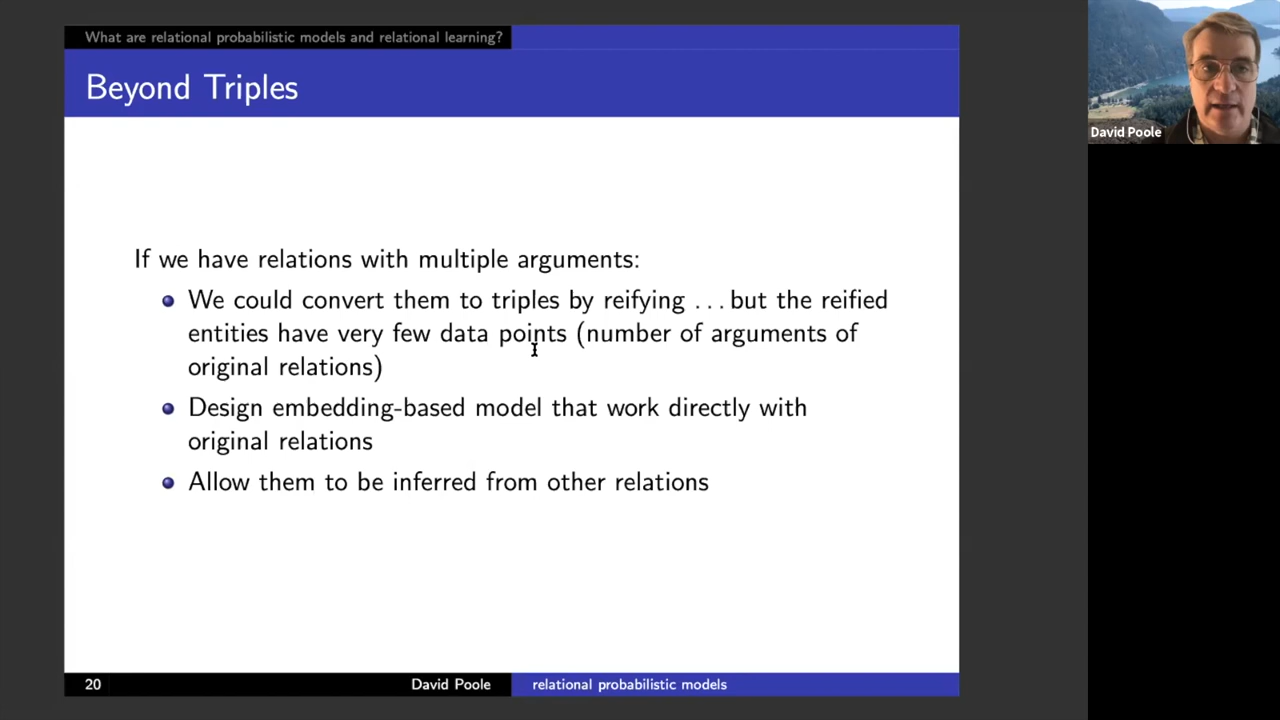 What are relational probabilistic models and relational learning?
Beyond Triples
David Poole
If we have relations with multiple arguments:
We could convert them to triples by reifying . . . but the reified
entities have very few data points (number of arguments of
original relations)
Design embedding-based model that work directly with
original relations
Allow them to be inferred from other relations
20
David Poole
relational probabilistic models